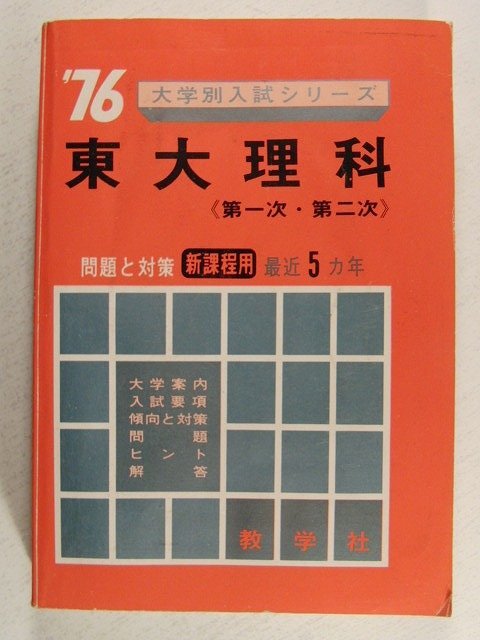 '76
大学別入試シリーズ
東大理科
《第一次・第二次》
問題と対策 新課程用 最近5カ年
大学案内
入試要項
傾向と対策
問題
ヒント
解答
教学社